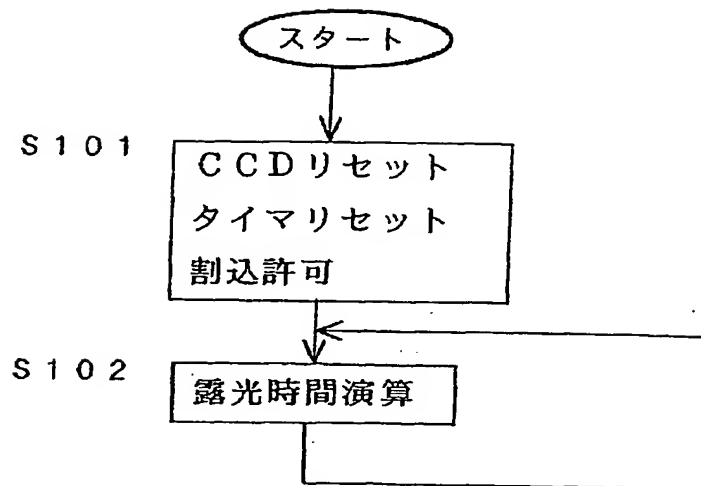 スタート
S101
CCDリセット
タイマリセット
割込許可
S102
露光時間演算